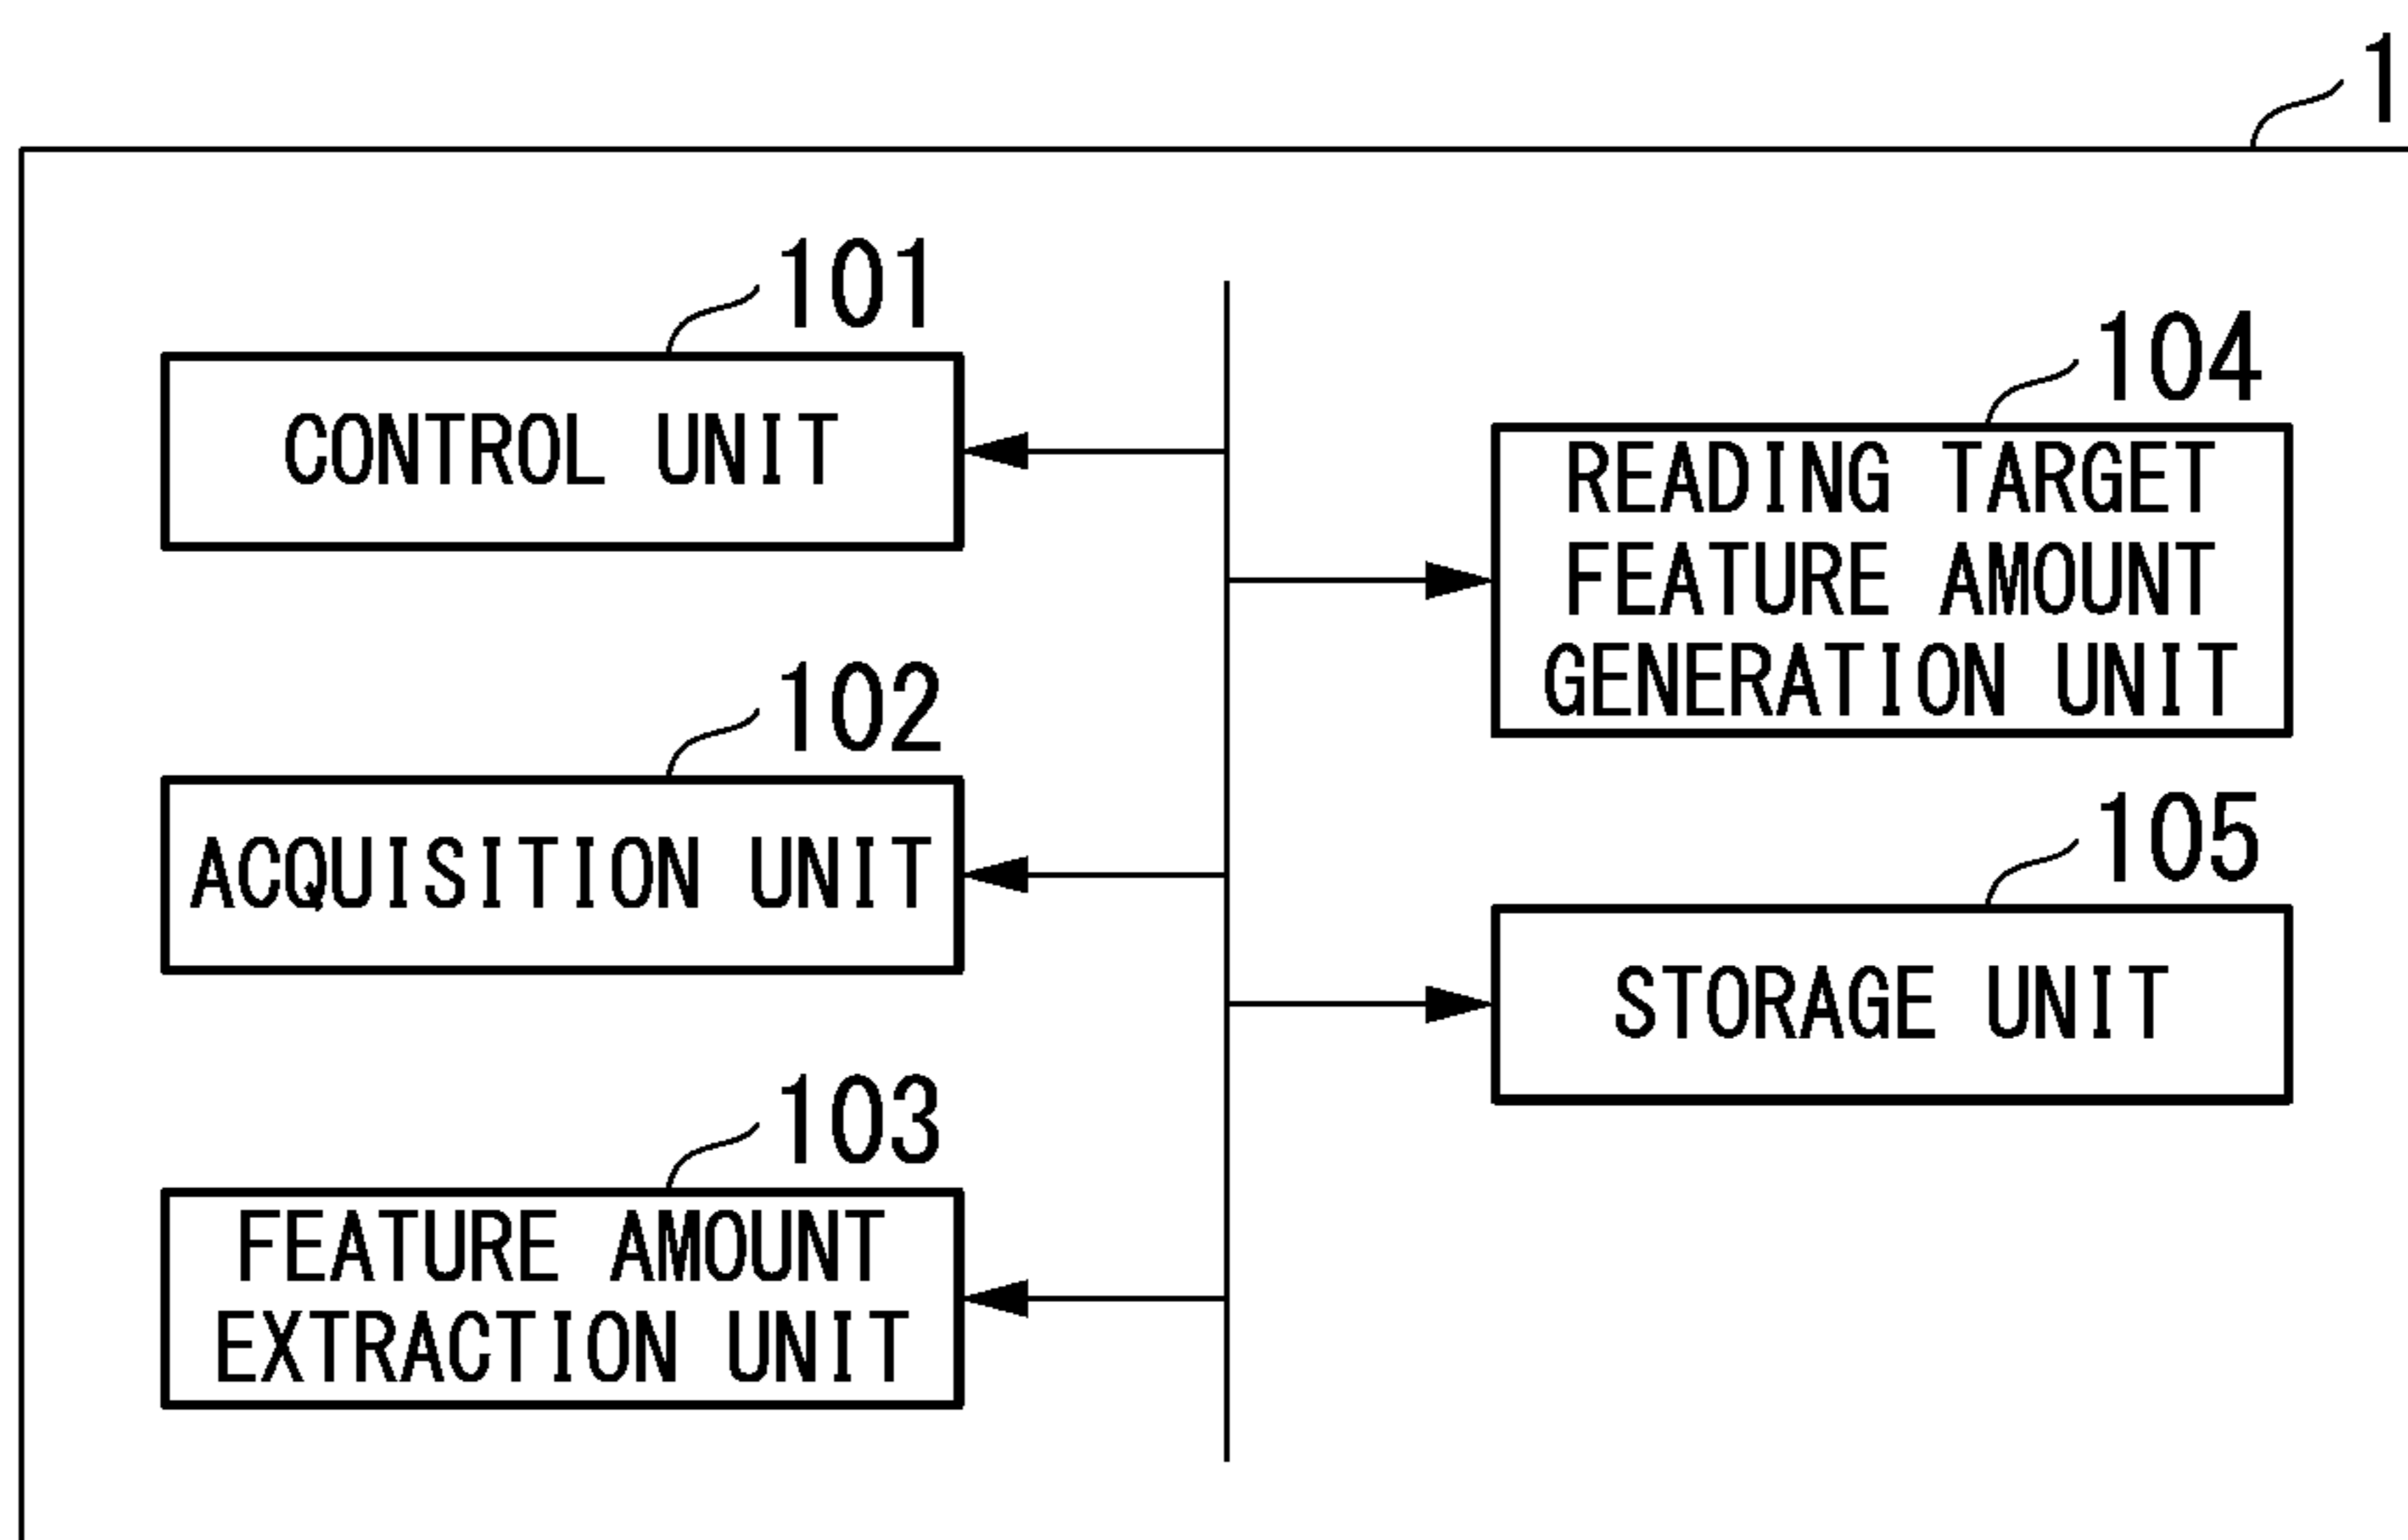 1
101
CONTROL UNIT
102
ACQUISITION UNIT
103
FEATURE AMOUNT
EXTRACTION UNIT
104
READING TARGET
FEATURE AMOUNT
GENERATION UNIT
105
STORAGE UNIT